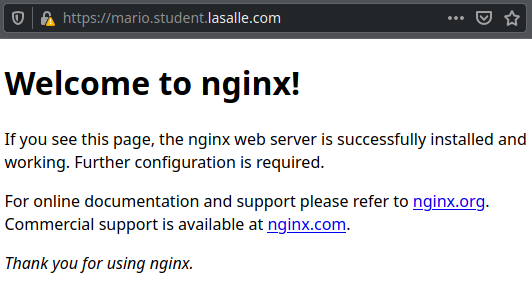 https://mario.student.lasalle.com
Welcome to nginx!
If you see this page, the nginx web server is successfully installed and
working. Further configuration is required.
For online documentation and support please refer to nginx.org.
Commercial support is available at nginx.com.
Thank you for using nginx.